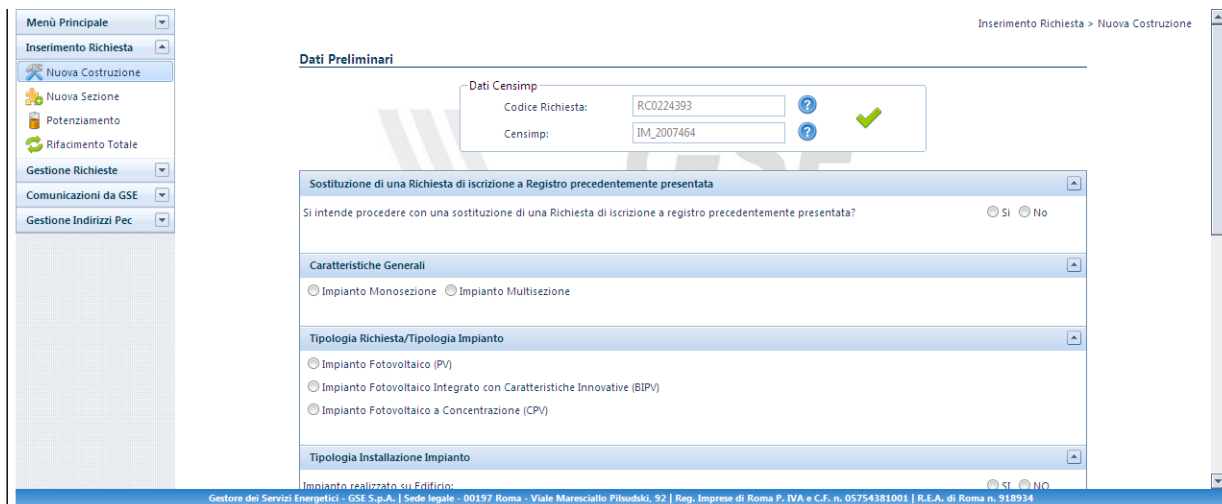 Menù Principale
Inserimento Richiesta > Nuova Costruzione
Inserimento Richiesta
Nuova Costruzione
Nuova Sezione
Potenziamento
Rifacimento Totale
Gestione Richieste
Comunicazioni da GSE
Gestione Indirizzi Pec
Dati Preliminari
Dati Censimp
Codice Richiesta: RC0224393
Censimp: IM_2007464
GSE
Sostituzione di una Richiesta di iscrizione a Registro precedentemente presentata
Si intende procedere con una sostituzione di una Richiesta di iscrizione a registro precedentemente presentata? Si No
Caratteristiche Generali
Impianto Monosezione Impianto Multisezione
Tipologia Richiesta/Tipologia Impianto
Impianto Fotovoltaico (PV)
Impianto Fotovoltaico Integrato con Caratteristiche Innovative (BIPV)
Impianto Fotovoltaico a Concentrazione (CPV)
Tipologia Installazione Impianto
Impianto realizzato su Edificio: SI NO
Gestore dei Servizi Energetici - GSE S.p.A. | Sede legale - 00197 Roma - Viale Maresciallo Pilsudski, 92 | Reg. Imprese di Roma P. IVA e C.F. n. 05754381001 | R.E.A. di Roma n. 918934